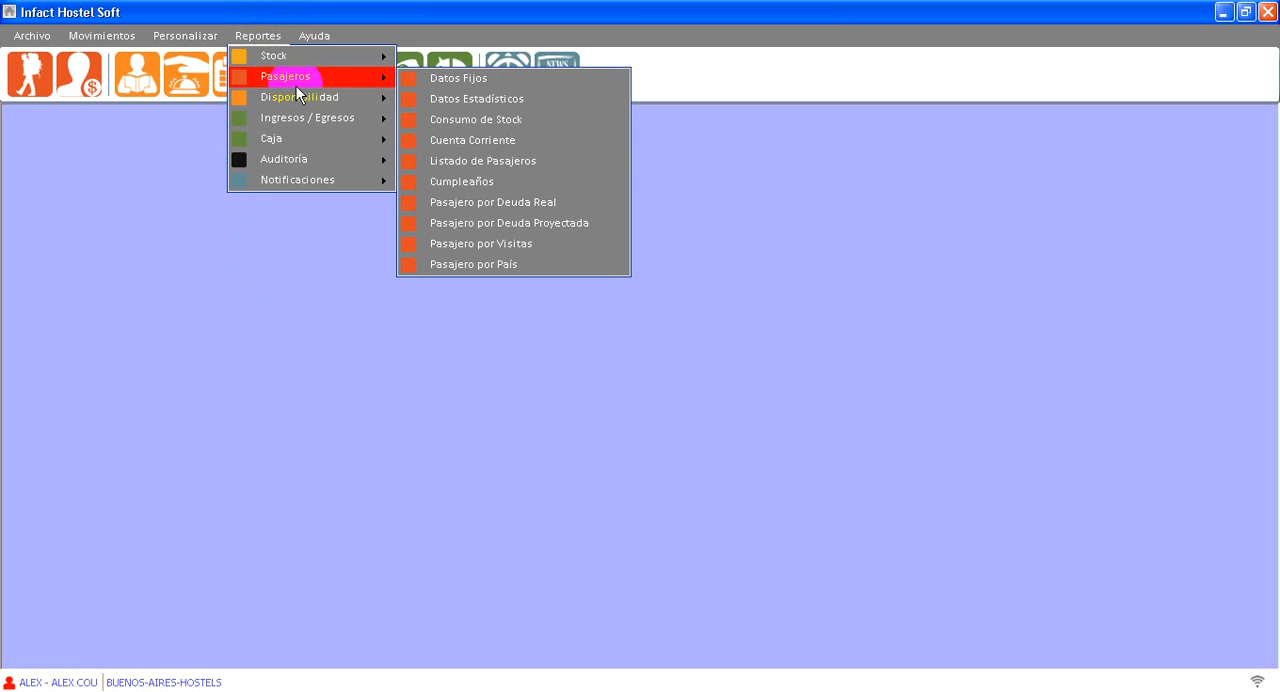 Infact Hostel Soft
Archivo Movimientos Personalizar Reportes Ayuda
Stock
Pasajeros
Disponibilidad
Ingresos / Egresos
Caja
Auditoría
Notificaciones
Datos Fijos
Datos Estadísticos
Consumo de Stock
Cuenta Corriente
Listado de Pasajeros
Cumpleaños
Pasajero por Deuda Real
Pasajero por Deuda Proyectada
Pasajero por Visitas
Pasajero por País
$
NEWS
ALEX - ALEX COU BUENOS-AIRES-HOSTELS